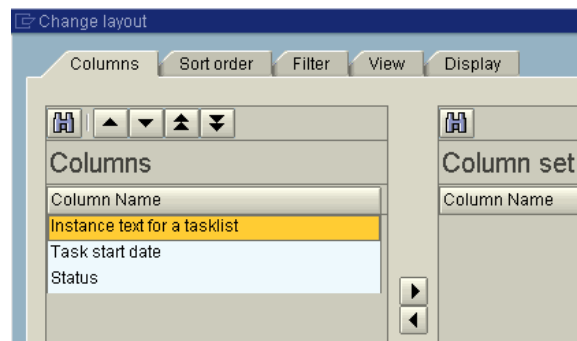 Change layout
Columns Sort order Filter View Display
Columns
Column Name
Instance text for a tasklist
Task start date
Status
Column set
Column Name